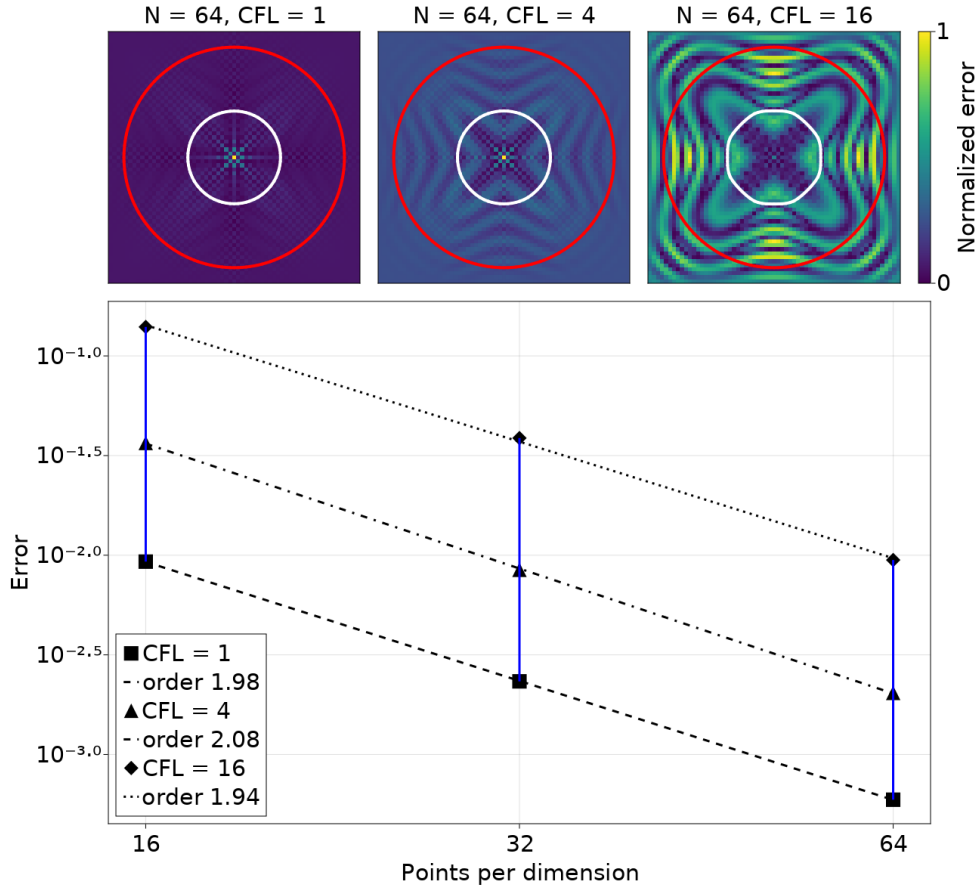 N = 64, CFL = 1
N = 64, CFL = 4
N = 64, CFL = 16
1
Normalized error
0
10⁻¹·⁰
10⁻¹·⁵
10⁻²·⁰
10⁻²·⁵
10⁻³·⁰
Error
CFL = 1
order 1.98
CFL = 4
order 2.08
CFL = 16
order 1.94
16
32
64
Points per dimension